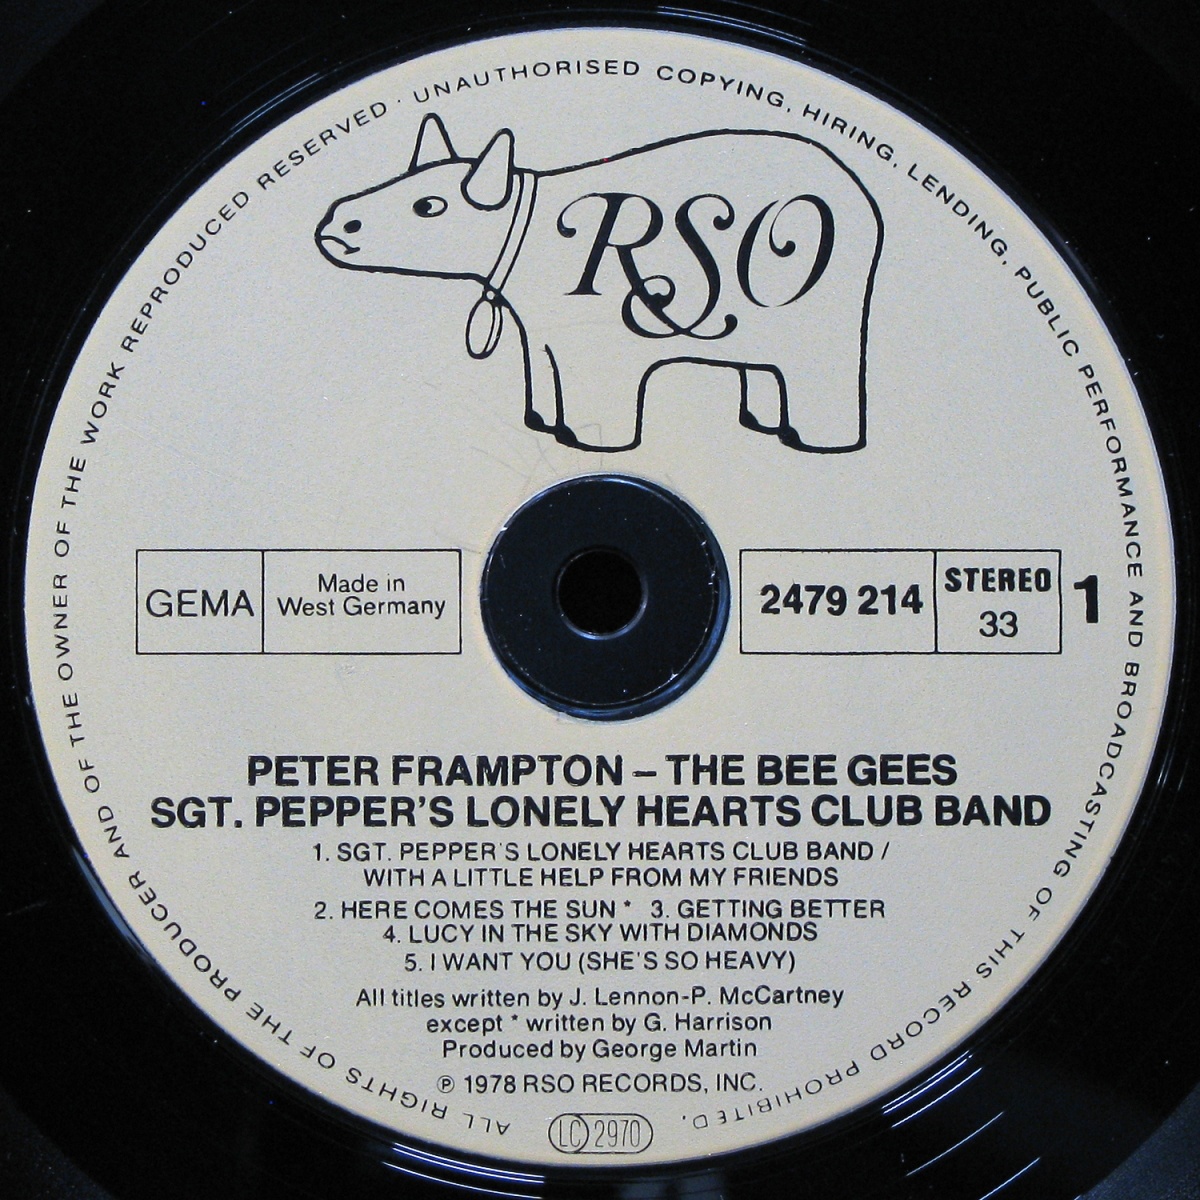 ALL RIGHTS OF THE PRODUCER AND OF THE OWNER OF THE WORK REPRODUCED RESERVED · UNAUTHORISED COPYING, HIRING, LENDING, PUBLIC PERFORMANCE AND BROADCASTING OF THIS RECORD PROHIBITED.
RSO
GEMA
Made in
West Germany
2479 214
STEREO
33
1
PETER FRAMPTON – THE BEE GEES
SGT. PEPPER'S LONELY HEARTS CLUB BAND
1. SGT. PEPPER'S LONELY HEARTS CLUB BAND /
WITH A LITTLE HELP FROM MY FRIENDS
2. HERE COMES THE SUN * 3. GETTING BETTER
4. LUCY IN THE SKY WITH DIAMONDS
5. I WANT YOU (SHE'S SO HEAVY)
All titles written by J. Lennon-P. McCartney
except * written by G. Harrison
Produced by George Martin
℗ 1978 RSO RECORDS, INC.
LC 2970